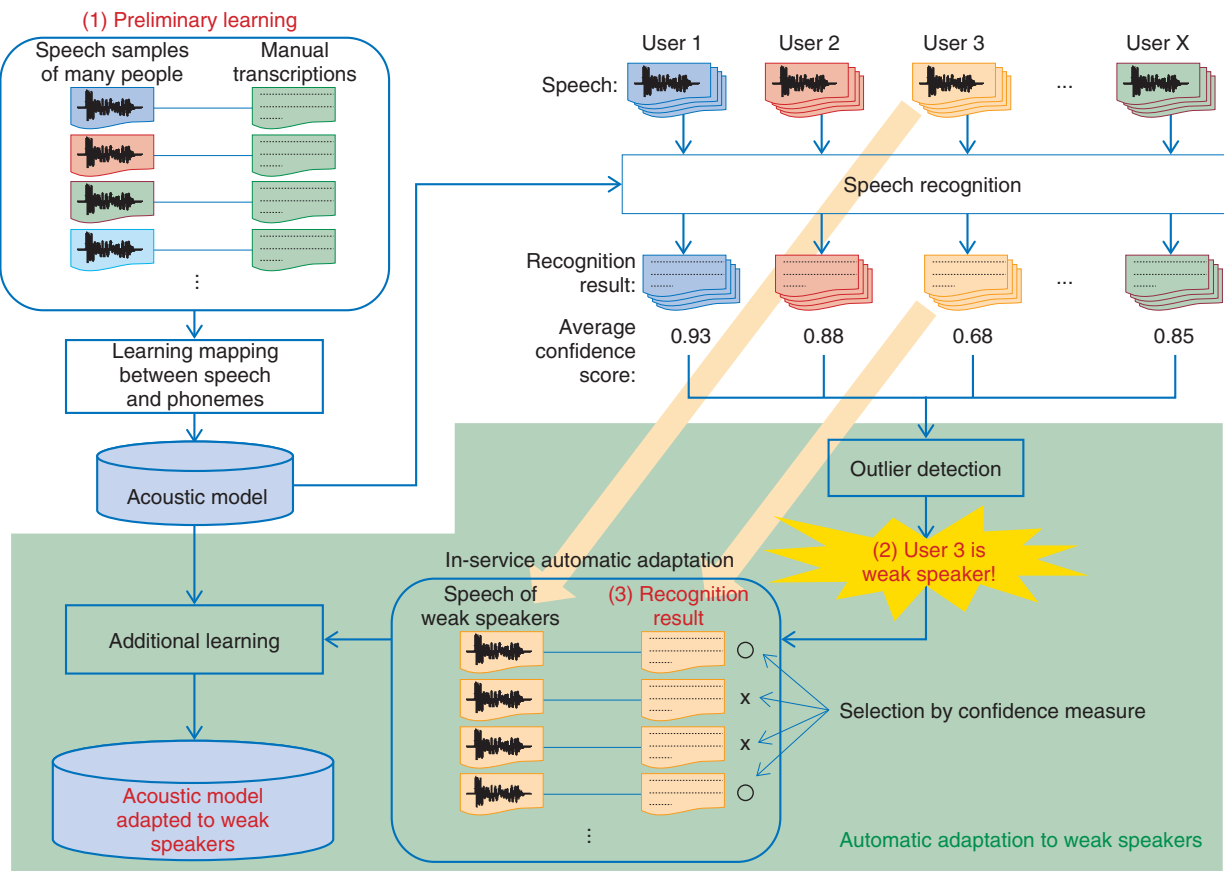 (1) Preliminary learning
Speech samples
of many people
Manual
transcriptions
⋮
Learning mapping
between speech
and phonemes
Acoustic model
User 1
User 2
User 3
User X
Speech:
...
Speech recognition
Recognition
result:
...
Average
confidence
score:
0.93
0.88
0.68
0.85
Outlier detection
(2) User 3 is
weak speaker!
In-service automatic adaptation
Speech of
weak speakers
(3) Recognition
result
○
x
x
○
⋮
Selection by confidence measure
Additional learning
Acoustic model
adapted to weak
speakers
Automatic adaptation to weak speakers